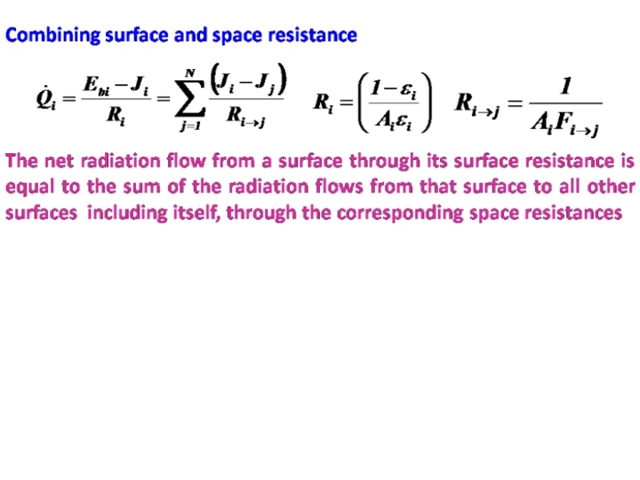 Combining surface and space resistance
Q̇ᵢ = (E_bi − Jᵢ) / Rᵢ = Σ_{j=1}^{N} (Jᵢ − Jⱼ) / R_{i→j}   Rᵢ = ((1 − εᵢ) / (Aᵢεᵢ))   R_{i→j} = 1 / (AᵢF_{i→j})
The net radiation flow from a surface through its surface resistance is
equal to the sum of the radiation flows from that surface to all other
surfaces including itself, through the corresponding space resistances